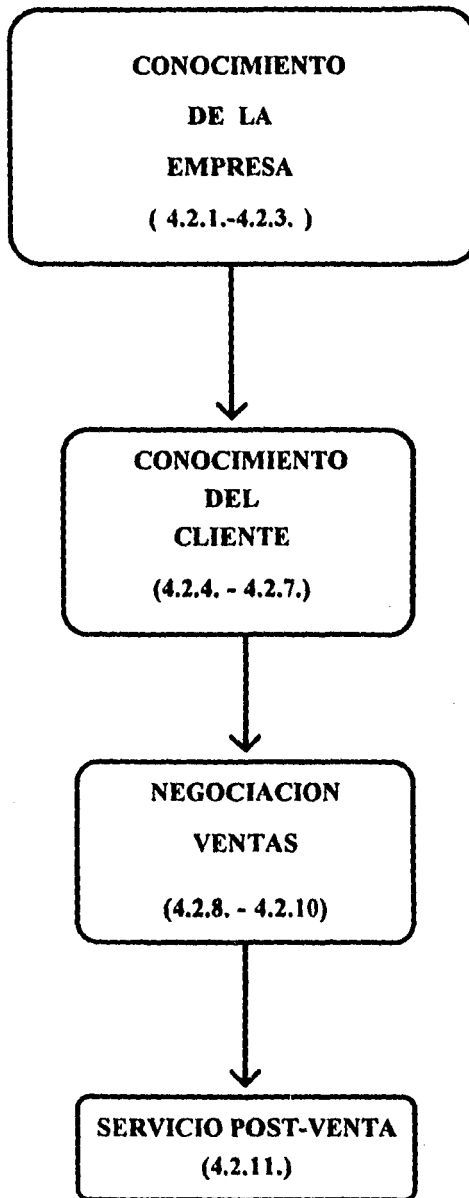 CONOCIMIENTO
DE LA
EMPRESA
( 4.2.1.-4.2.3. )
CONOCIMIENTO
DEL
CLIENTE
(4.2.4. - 4.2.7.)
NEGOCIACION
VENTAS
(4.2.8. - 4.2.10)
SERVICIO POST-VENTA
(4.2.11.)